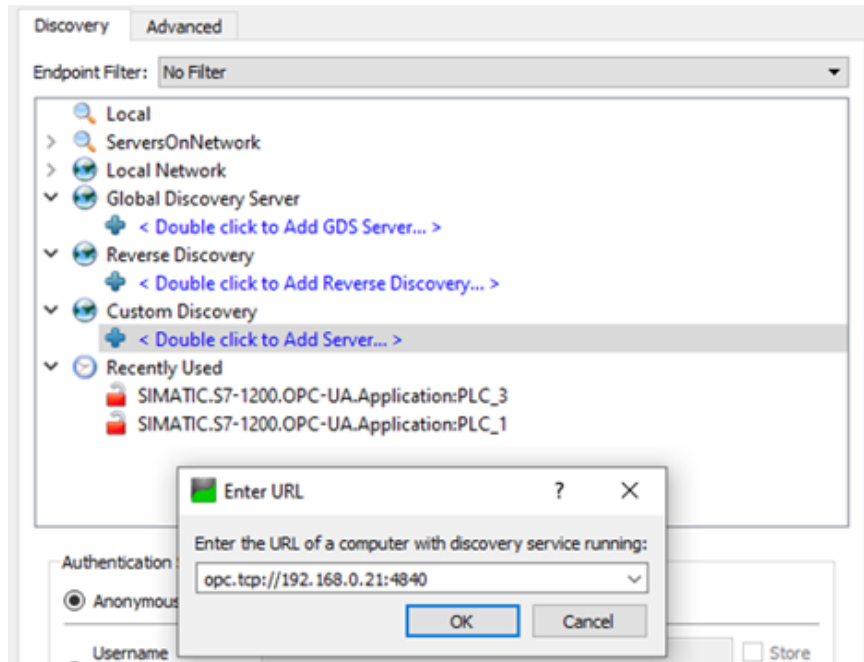 Discovery Advanced
Endpoint Filter: No Filter
Local
ServersOnNetwork
Local Network
Global Discovery Server
< Double click to Add GDS Server... >
Reverse Discovery
< Double click to Add Reverse Discovery... >
Custom Discovery
< Double click to Add Server... >
Recently Used
SIMATIC.S7-1200.OPC-UA.Application:PLC_3
SIMATIC.S7-1200.OPC-UA.Application:PLC_1
Enter URL ?
Enter the URL of a computer with discovery service running:
opc.tcp://192.168.0.21:4840
OK Cancel
Authentication
Anonymous
Username Store